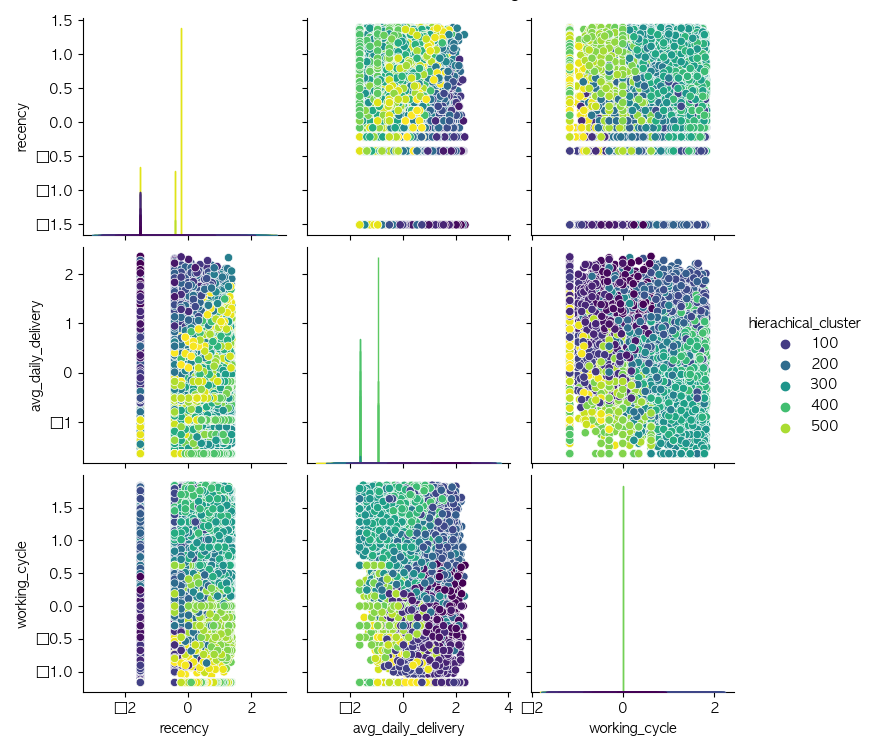 1.5
1.0
0.5
0.0
□0.5
□1.0
□1.5
recency
2
1
0
□1
avg_daily_delivery
hierachical_cluster
100
200
300
400
500
1.5
1.0
0.5
0.0
□0.5
□1.0
working_cycle
□2 0 2
recency
□2 0 2 4
avg_daily_delivery
□2 0 2
working_cycle